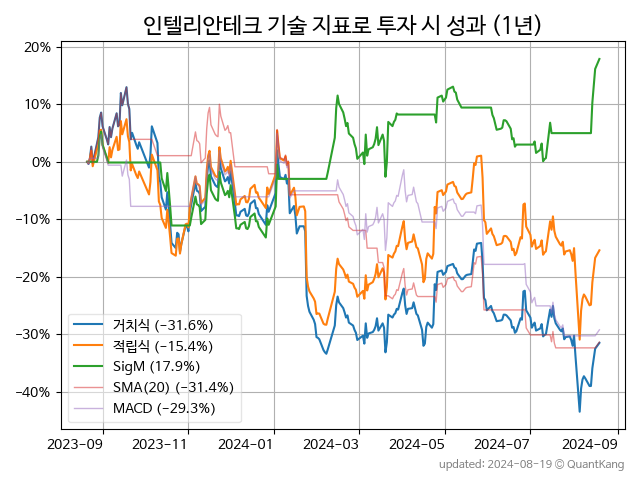 인텔리안테크 기술 지표로 투자 시 성과 (1년)
20%
10%
0%
−10%
−20%
−30%
−40%
거치식 (−31.6%)
적립식 (−15.4%)
SigM (17.9%)
SMA(20) (−31.4%)
MACD (−29.3%)
2023-09
2023-11
2024-01
2024-03
2024-05
2024-07
2024-09
updated: 2024-08-19 © QuantKang